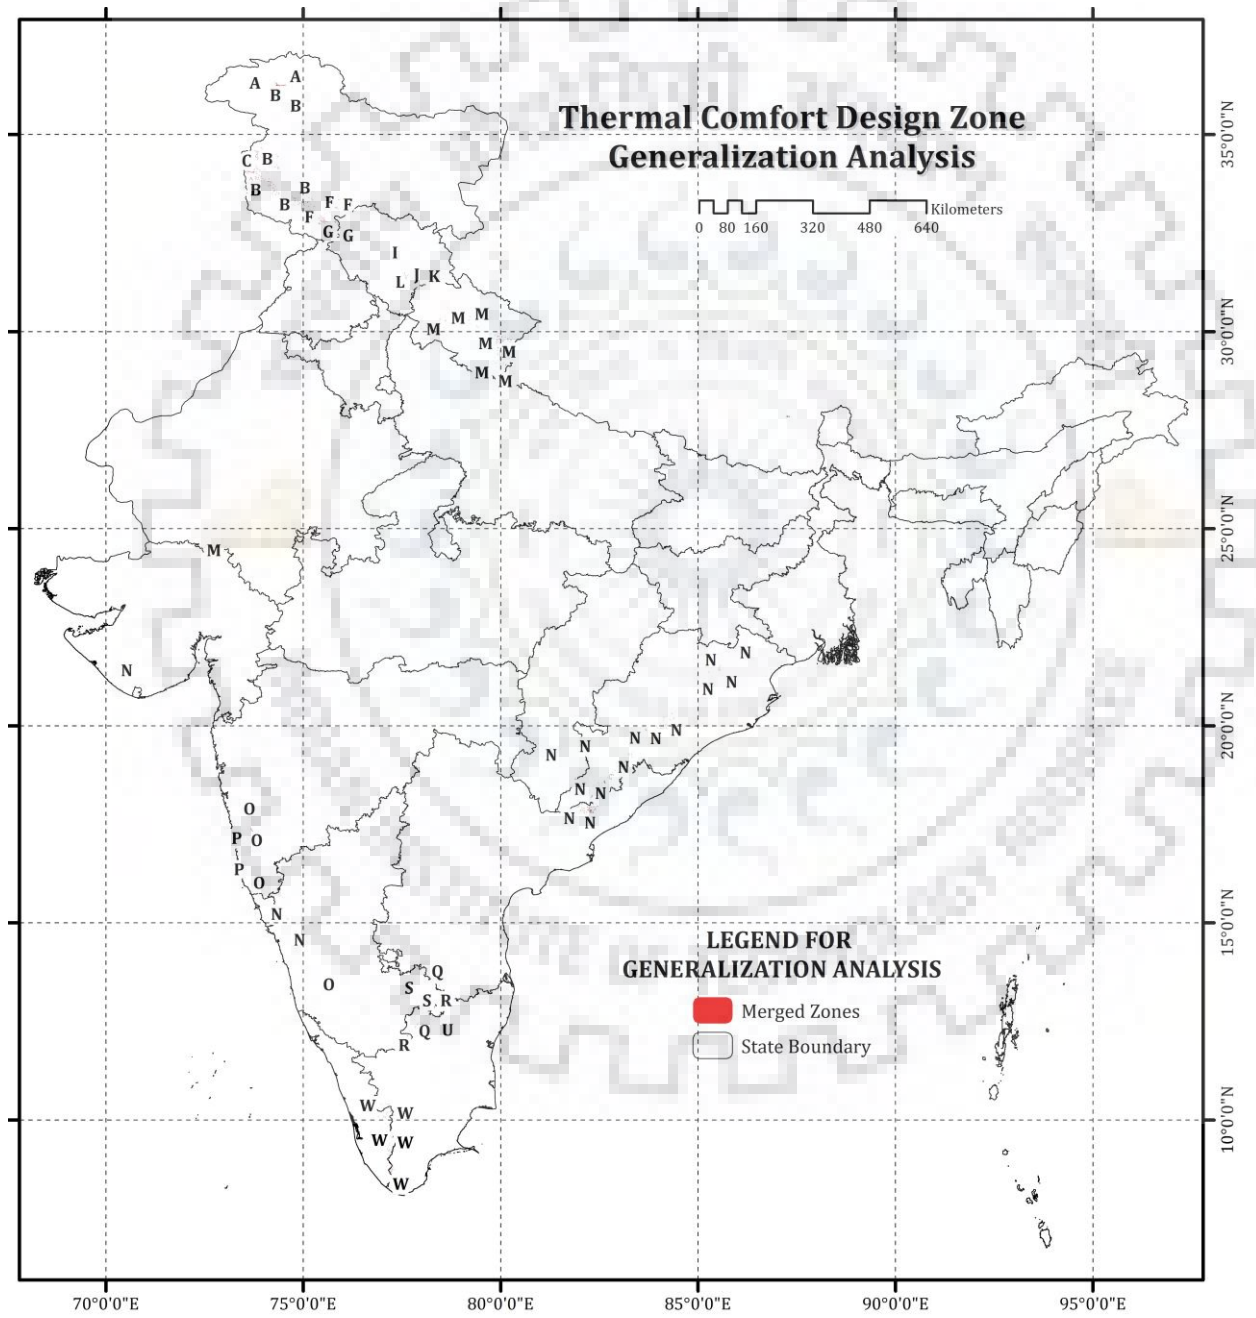 Thermal Comfort Design Zone
Generalization Analysis
Kilometers
0 80 160 320 480 640
A A
B
B
C B
B B
B F F
F
G G
I
J K
L
M M
M
M
M
M
M
M
N
N N
N N
N
N N
N
N
N
N N
N N
O
P O
P
O
N
N
O
Q
S
S R
Q U
R
W W
W W
W
LEGEND FOR
GENERALIZATION ANALYSIS
Merged Zones
State Boundary
35°0'0"N
30°0'0"N
25°0'0"N
20°0'0"N
15°0'0"N
10°0'0"N
70°0'0"E 75°0'0"E 80°0'0"E 85°0'0"E 90°0'0"E 95°0'0"E